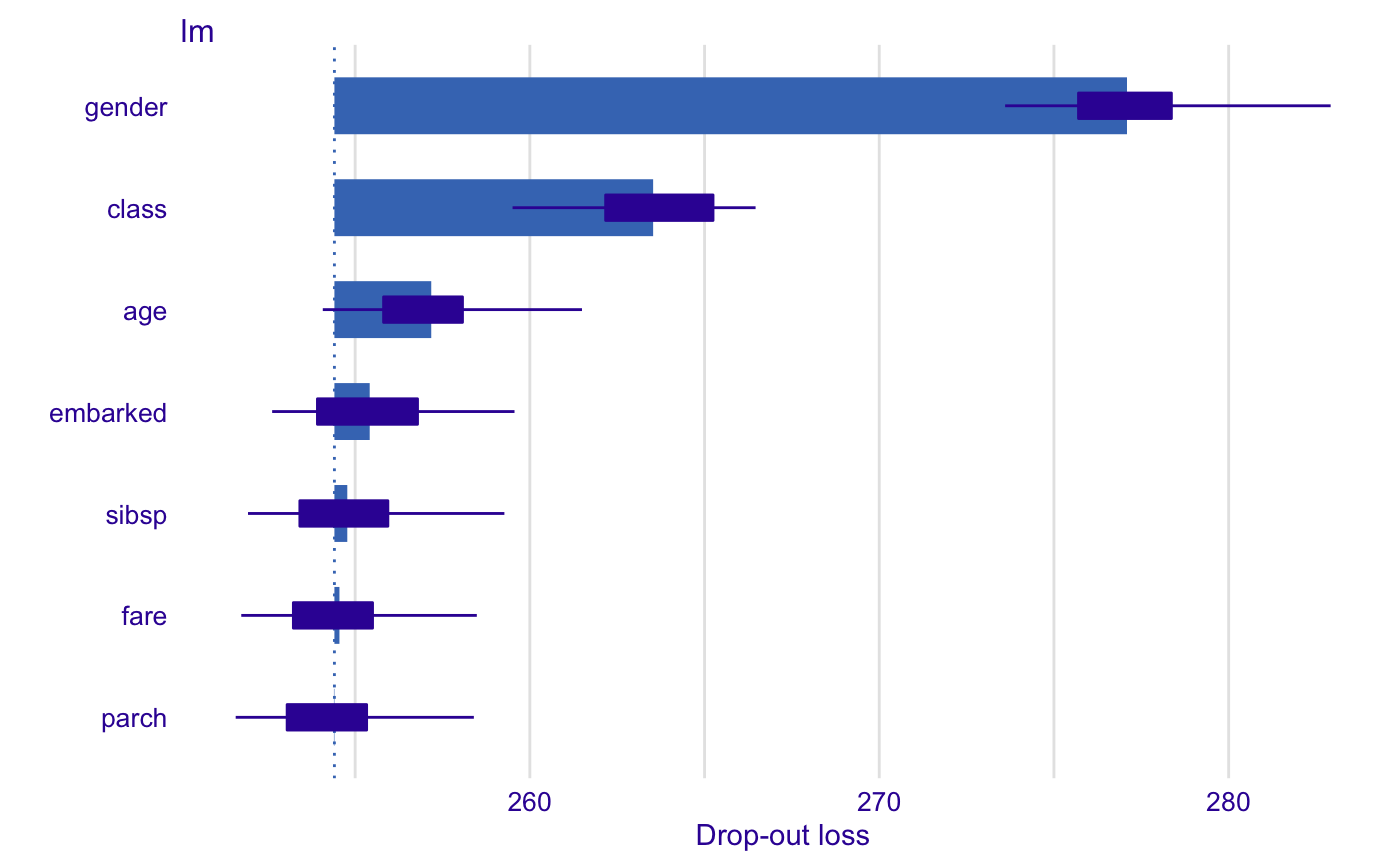 lm
gender
class
age
embarked
sibsp
fare
parch
260 270 280
Drop-out loss